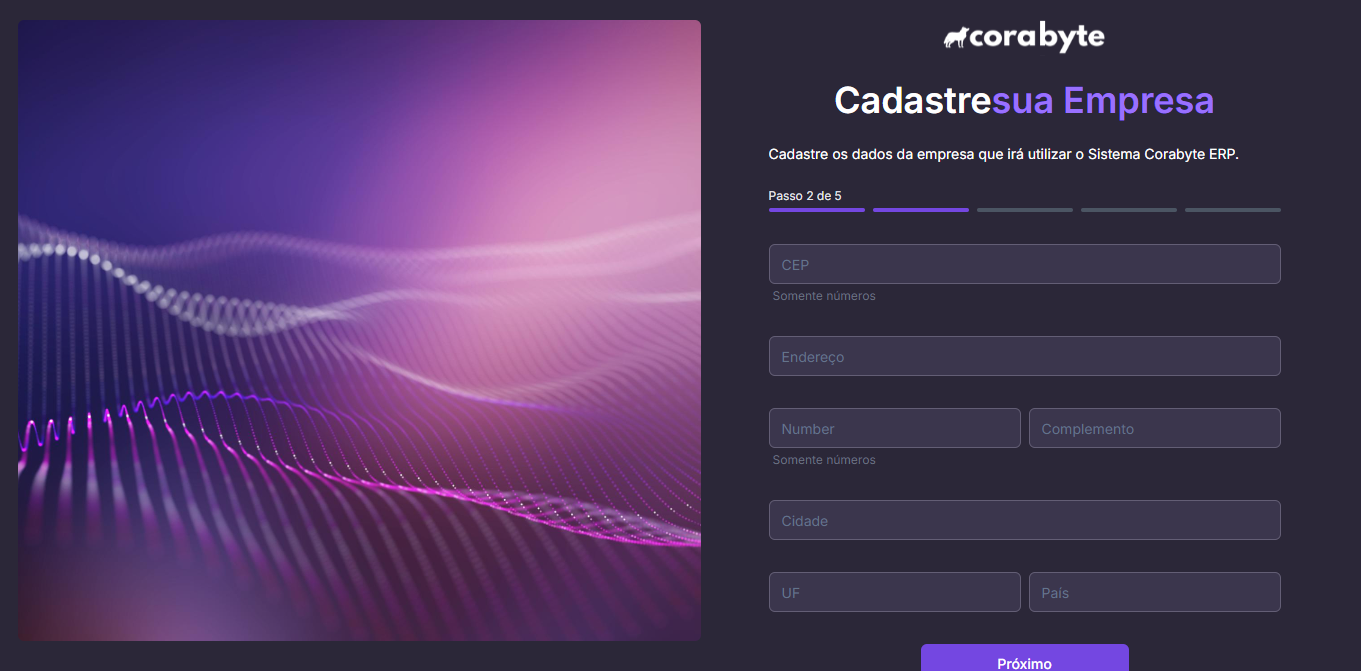 corabyte
Cadastresua Empresa
Cadastre os dados da empresa que irá utilizar o Sistema Corabyte ERP.
Passo 2 de 5
CEP
Somente números
Endereço
Number Complemento
Somente números
Cidade
UF País
Próximo